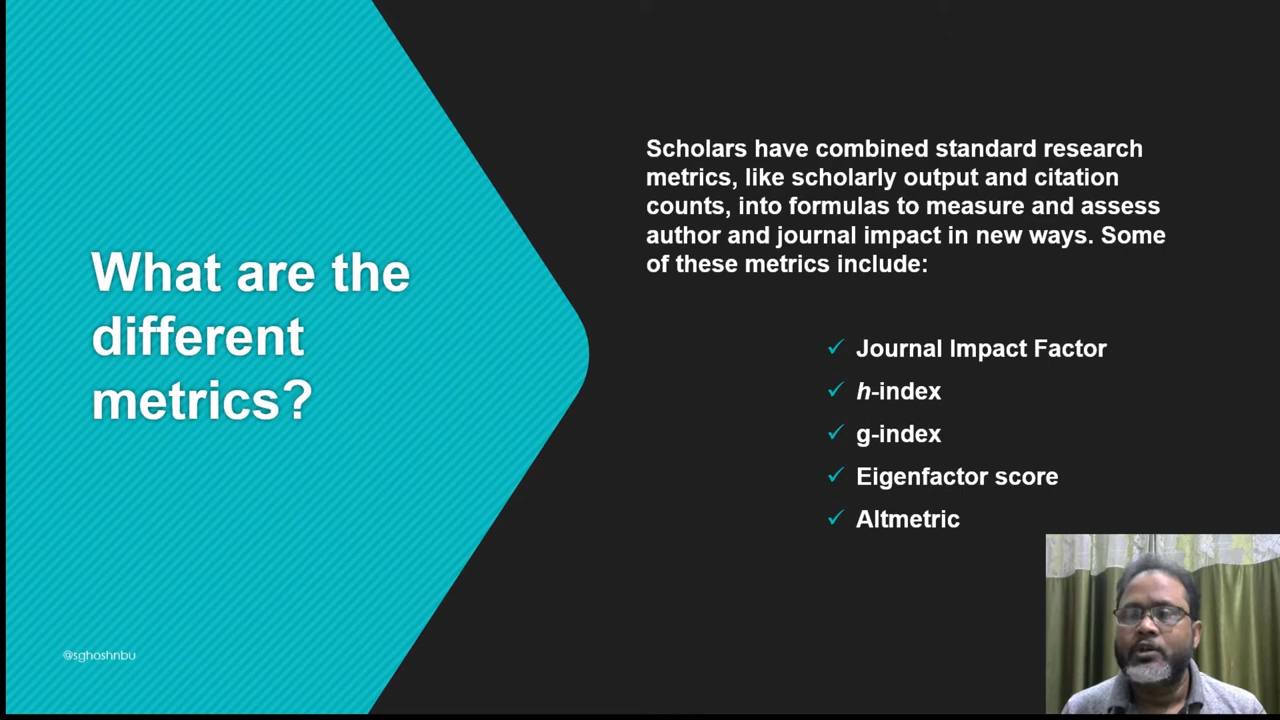 What are the
different
metrics?
Scholars have combined standard research
metrics, like scholarly output and citation
counts, into formulas to measure and assess
author and journal impact in new ways. Some
of these metrics include:
✓ Journal Impact Factor
✓ h-index
✓ g-index
✓ Eigenfactor score
✓ Altmetric
@sghoshnbu